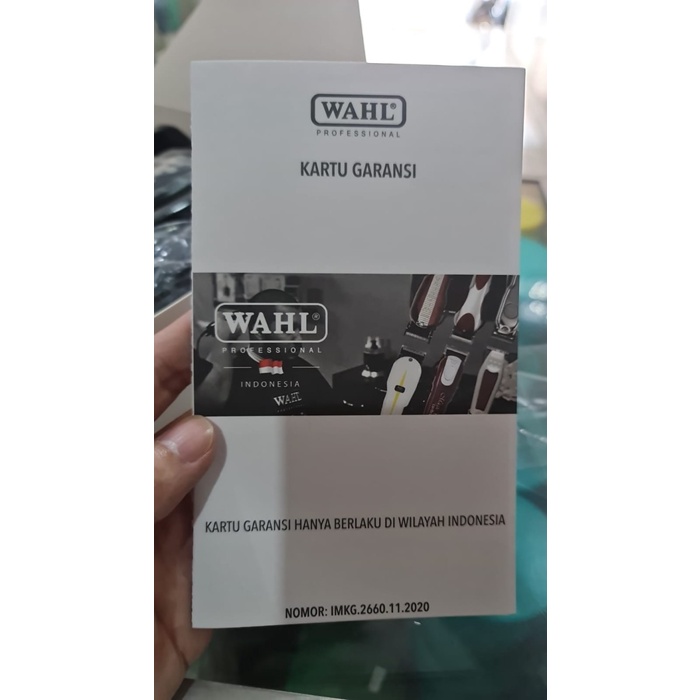 WAHL®
PROFESSIONAL
KARTU GARANSI
WAHL®
PROFESSIONAL
INDONESIA
WAHL
KARTU GARANSI HANYA BERLAKU DI WILAYAH INDONESIA
NOMOR: IMKG.2660.11.2020